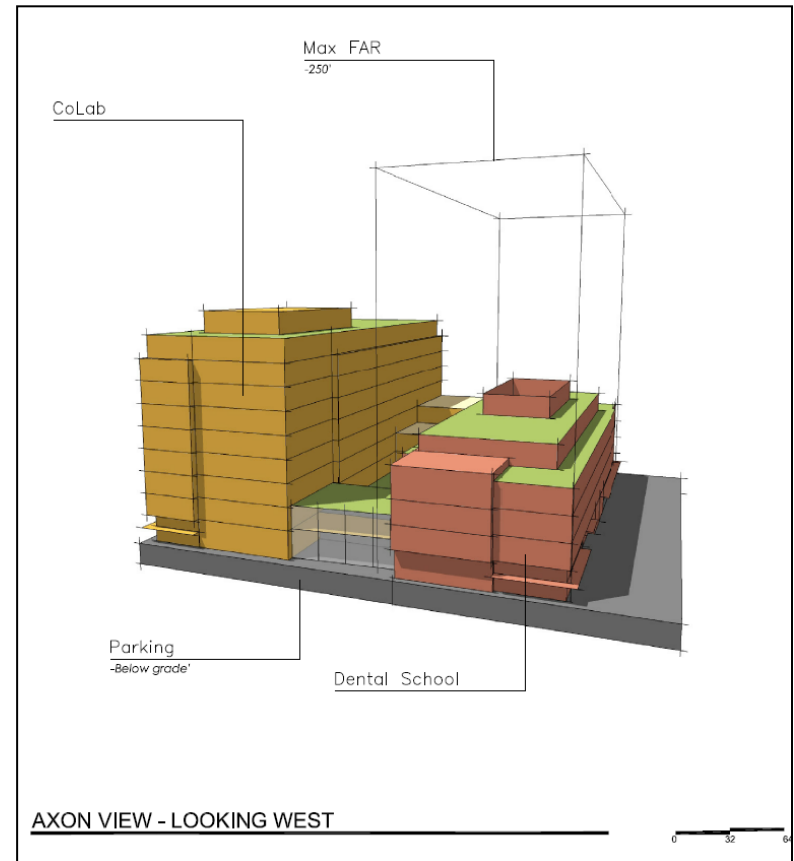 Max FAR
-250'
CoLab
Parking
-Below grade'
Dental School
AXON VIEW - LOOKING WEST
0 32 64